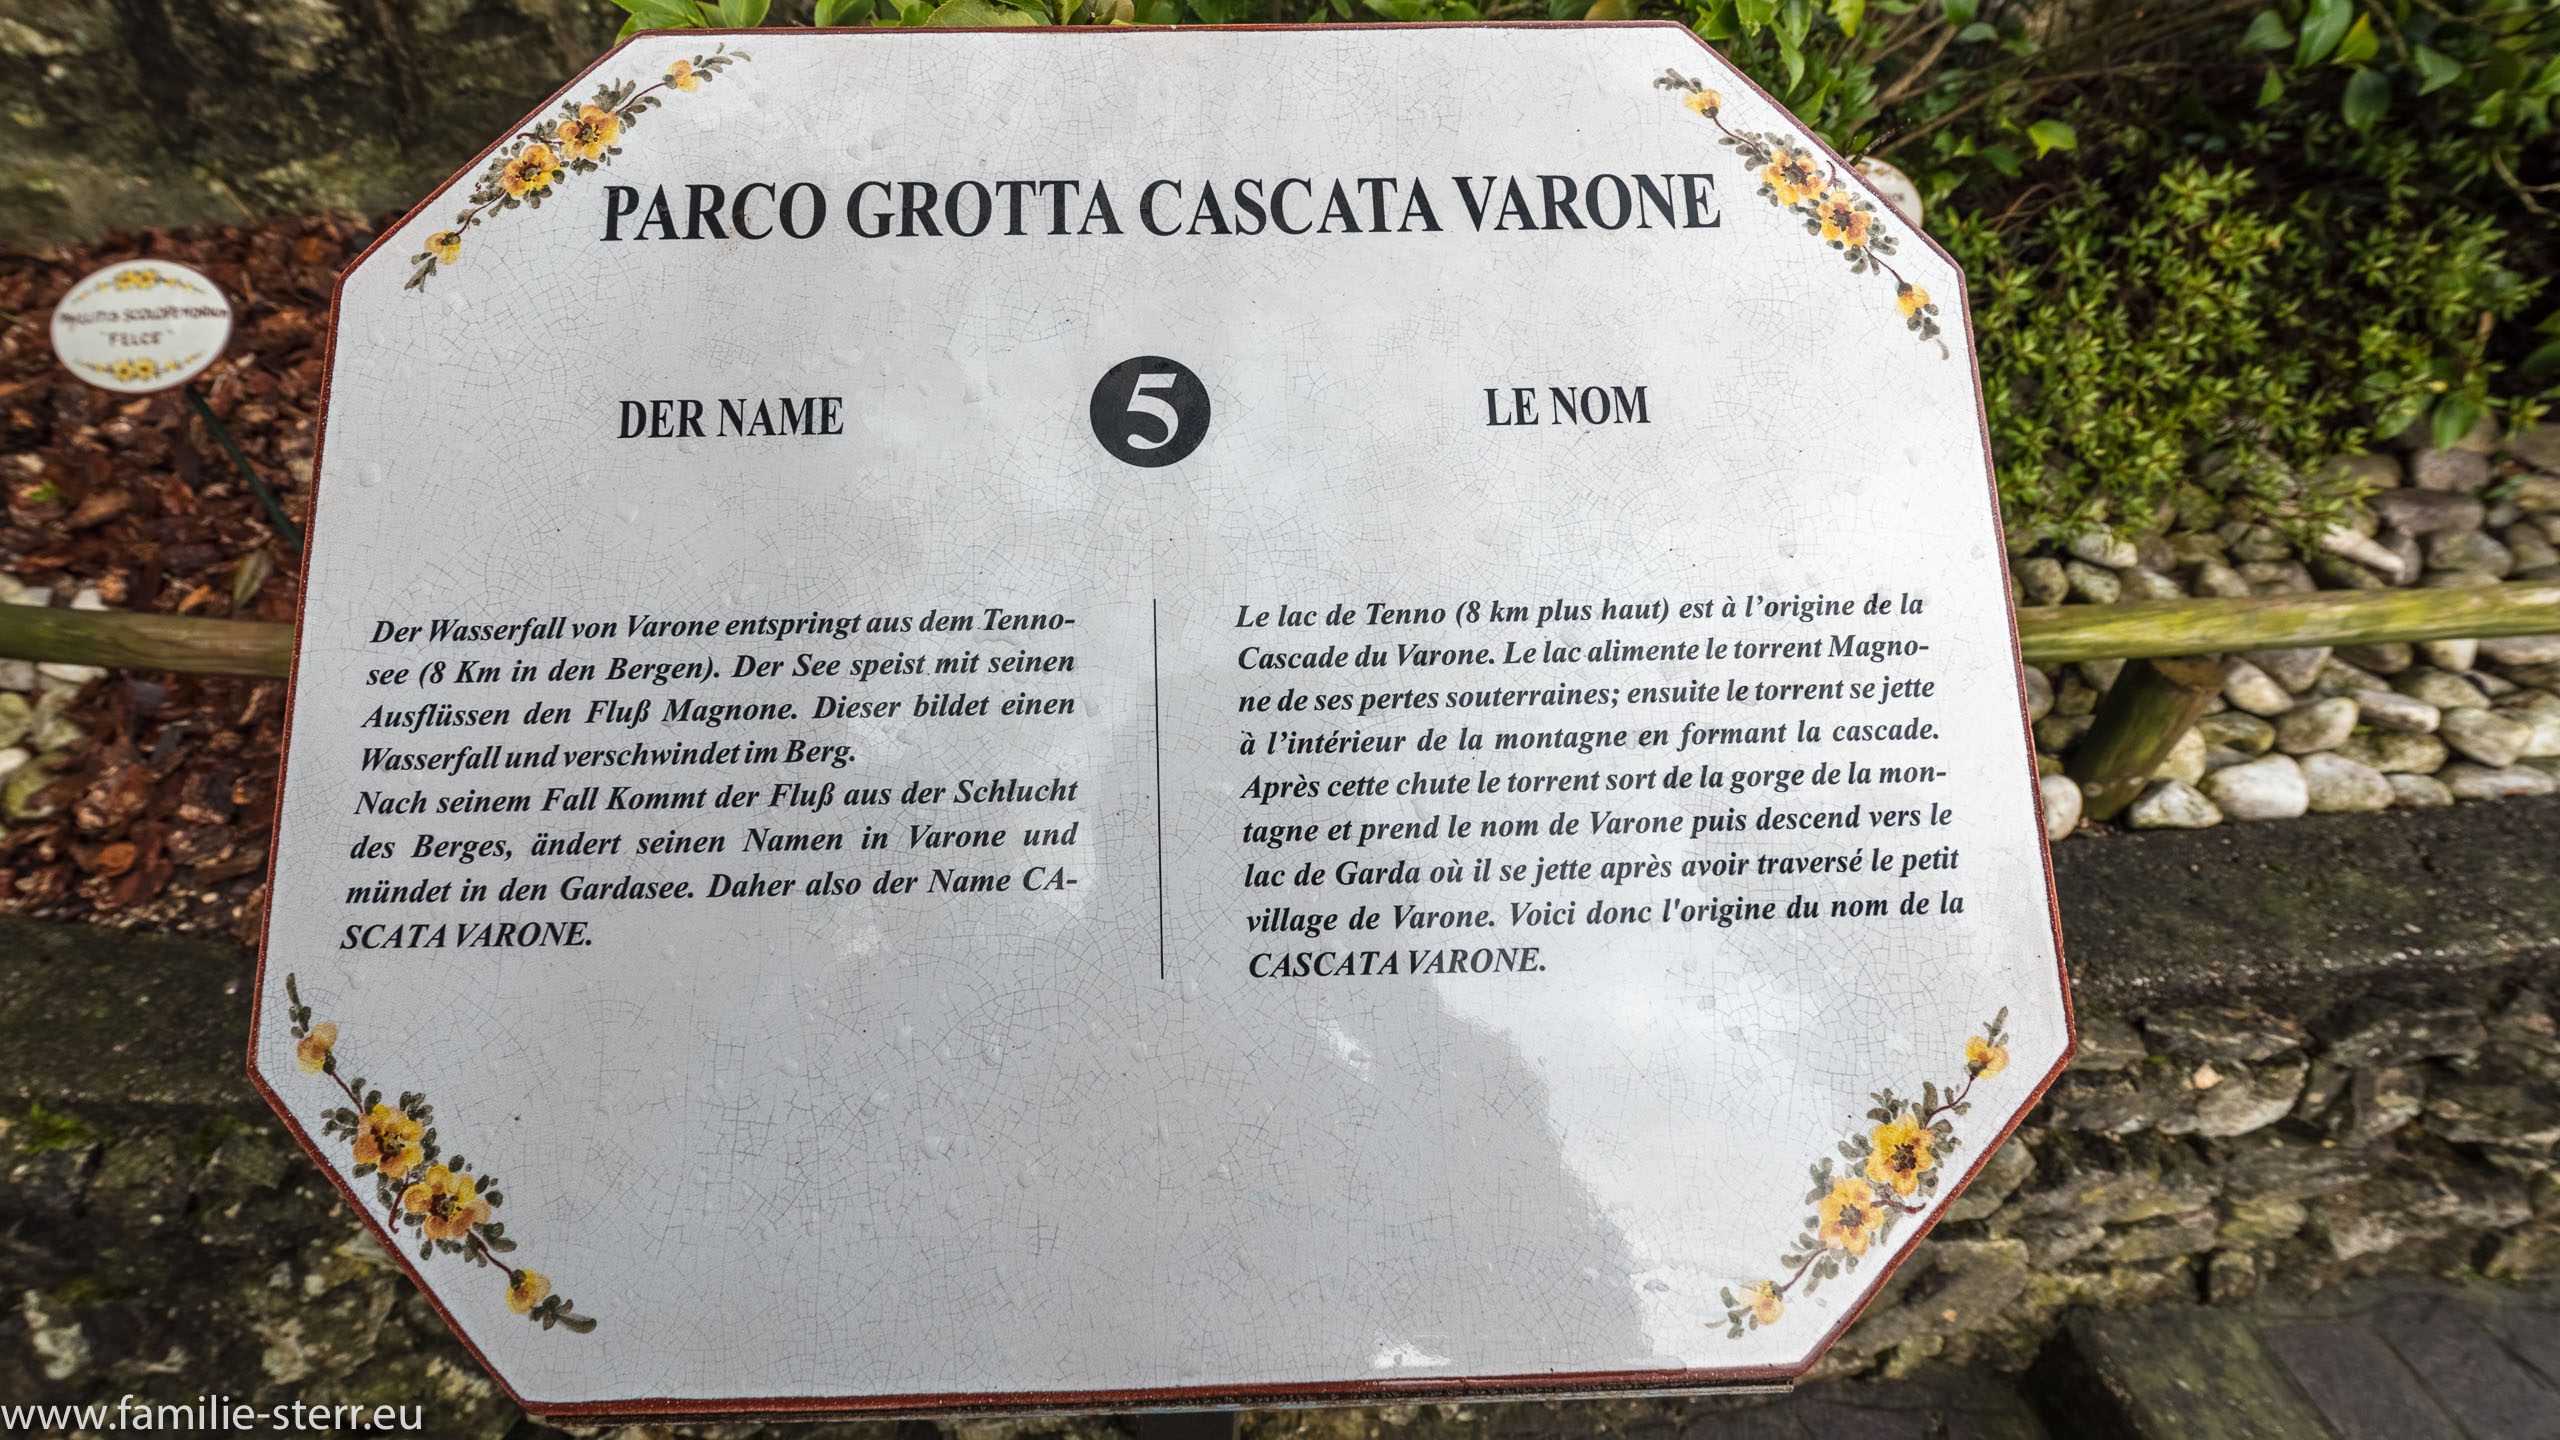 PARCO GROTTA CASCATA VARONE
5
DER NAME
Der Wasserfall von Varone entspringt aus dem Tenno-
see (8 Km in den Bergen). Der See speist mit seinen
Ausflüssen den Fluß Magnone. Dieser bildet einen
Wasserfall und verschwindet im Berg.
Nach seinem Fall Kommt der Fluß aus der Schlucht
des Berges, ändert seinen Namen in Varone und
mündet in den Gardasee. Daher also der Name CA-
SCATA VARONE.
LE NOM
Le lac de Tenno (8 km plus haut) est à l’origine de la
Cascade du Varone. Le lac alimente le torrent Magno-
ne de ses pertes souterraines; ensuite le torrent se jette
à l’intérieur de la montagne en formant la cascade.
Après cette chute le torrent sort de la gorge de la mon-
tagne et prend le nom de Varone puis descend vers le
lac de Garda où il se jette après avoir traversé le petit
village de Varone. Voici donc l'origine du nom de la
CASCATA VARONE.
"FELCE"
www.familie-sterr.eu